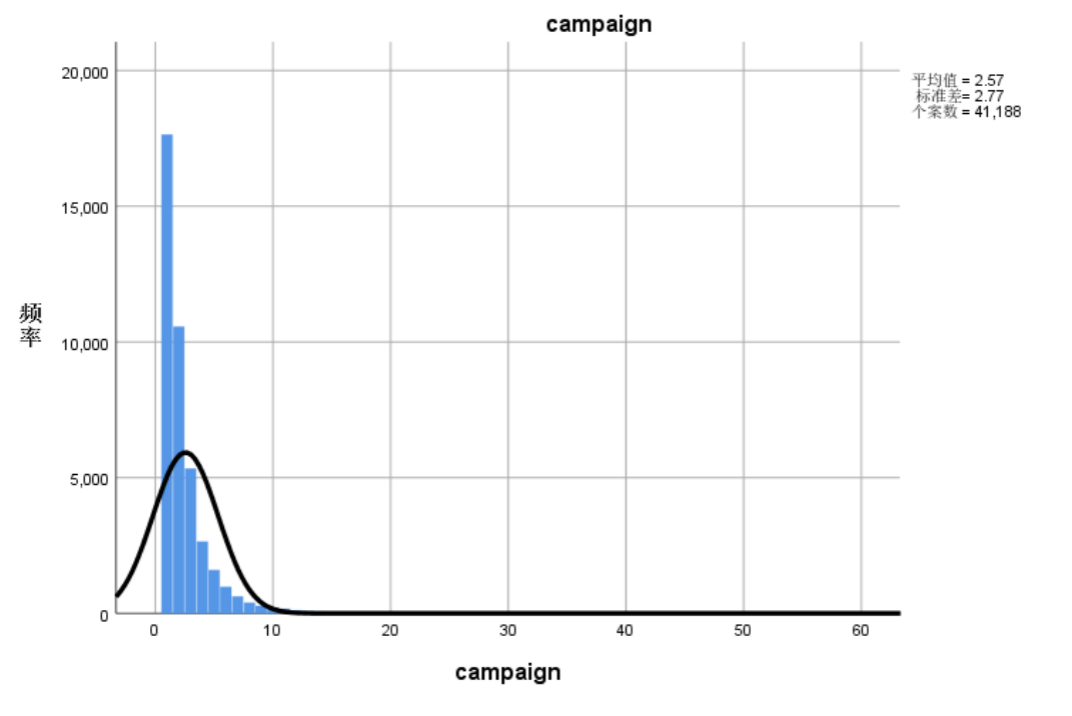 campaign
20,000
15,000
10,000
5,000
0
频率
0 10 20 30 40 50 60
campaign
平均值 = 2.57
标准差= 2.77
个案数 = 41,188